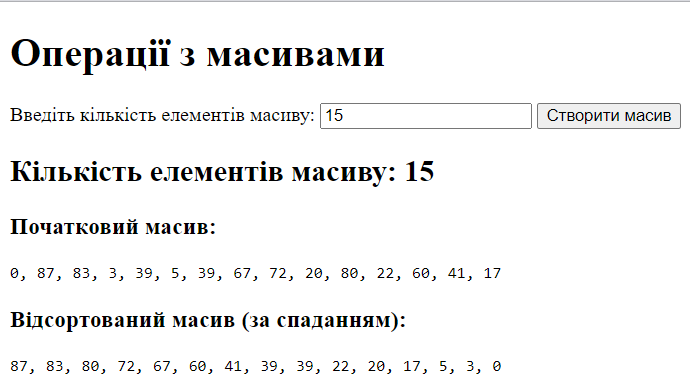 Операції з масивами
Введіть кількість елементів масиву: 15 Створити масив
Кількість елементів масиву: 15
Початковий масив:
0, 87, 83, 3, 39, 5, 39, 67, 72, 20, 80, 22, 60, 41, 17
Відсортований масив (за спаданням):
87, 83, 80, 72, 67, 60, 41, 39, 39, 22, 20, 17, 5, 3, 0